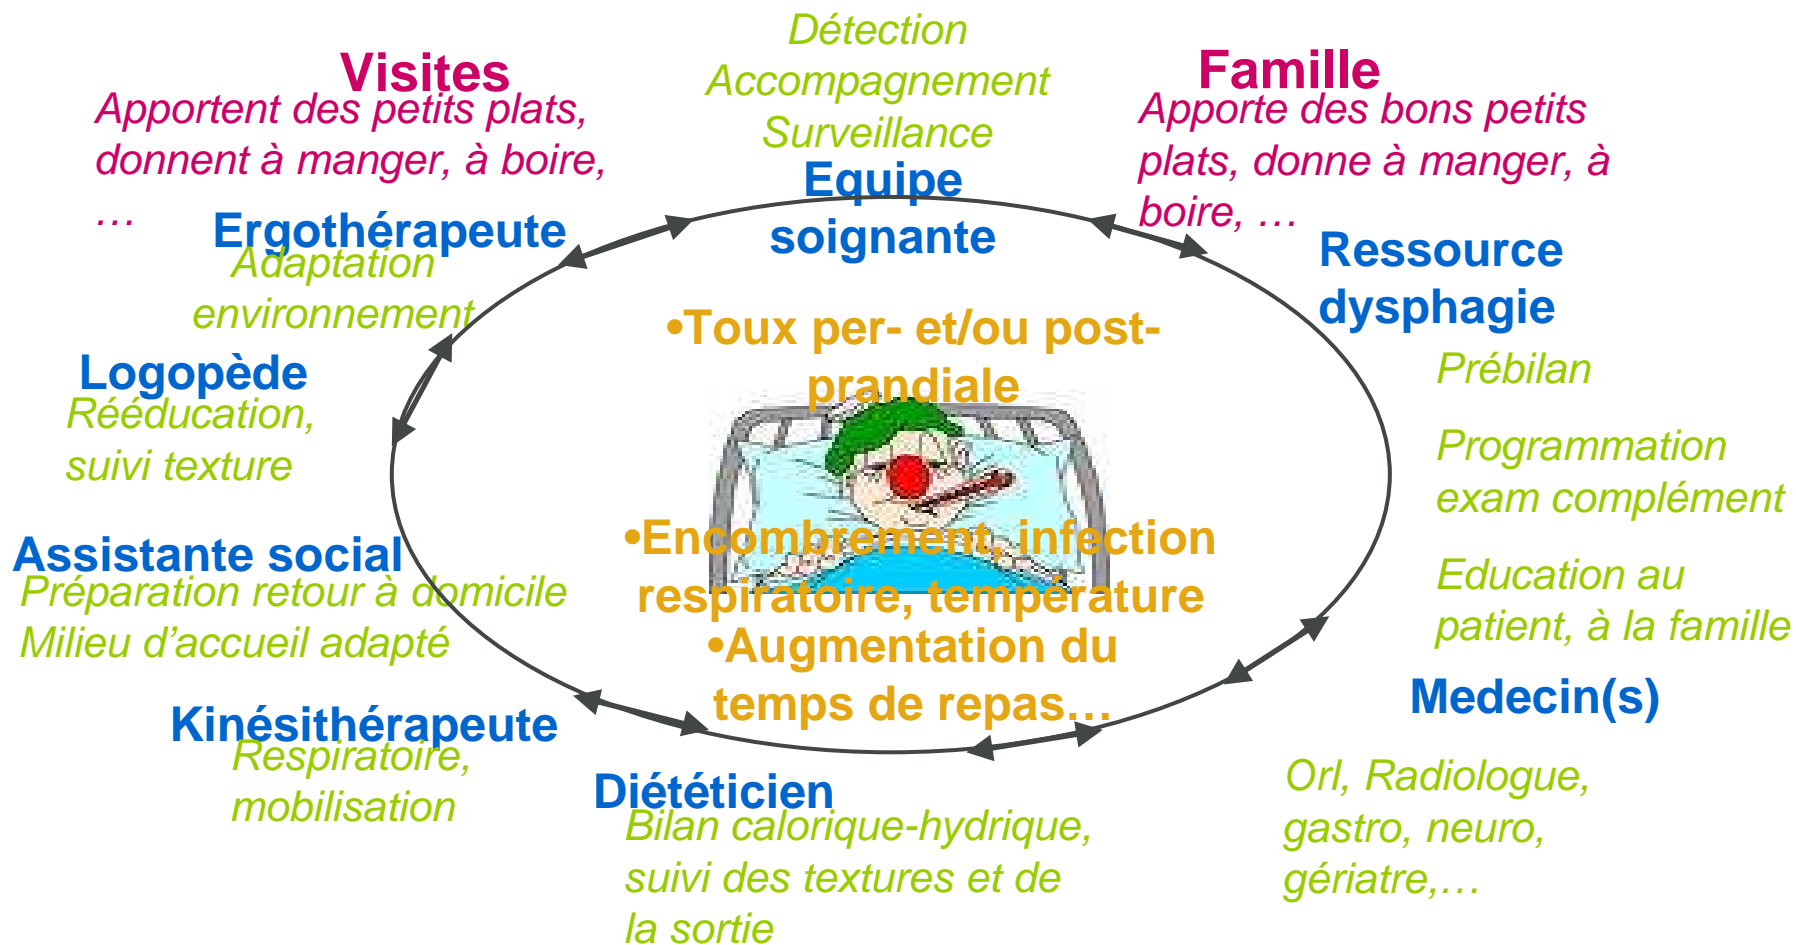 Détection
Accompagnement
Surveillance
Equipe
soignante
Visites
Apportent des petits plats,
donnent à manger, à boire,
…
Famille
Apporte des bons petits
plats, donne à manger, à
boire, …
Ergothérapeute
Adaptation
environnement
Ressource
dysphagie
Prébilan
Programmation
exam complément
Education au
patient, à la famille
Logopède
Rééducation,
suivi texture
•Toux per- et/ou post-
prandiale
•Encombrement, infection
respiratoire, température
•Augmentation du
temps de repas…
Assistante social
Préparation retour à domicile
Milieu d’accueil adapté
Medecin(s)
Orl, Radiologue,
gastro, neuro,
gériatre,…
Kinésithérapeute
Respiratoire,
mobilisation
Diététicien
Bilan calorique-hydrique,
suivi des textures et de
la sortie